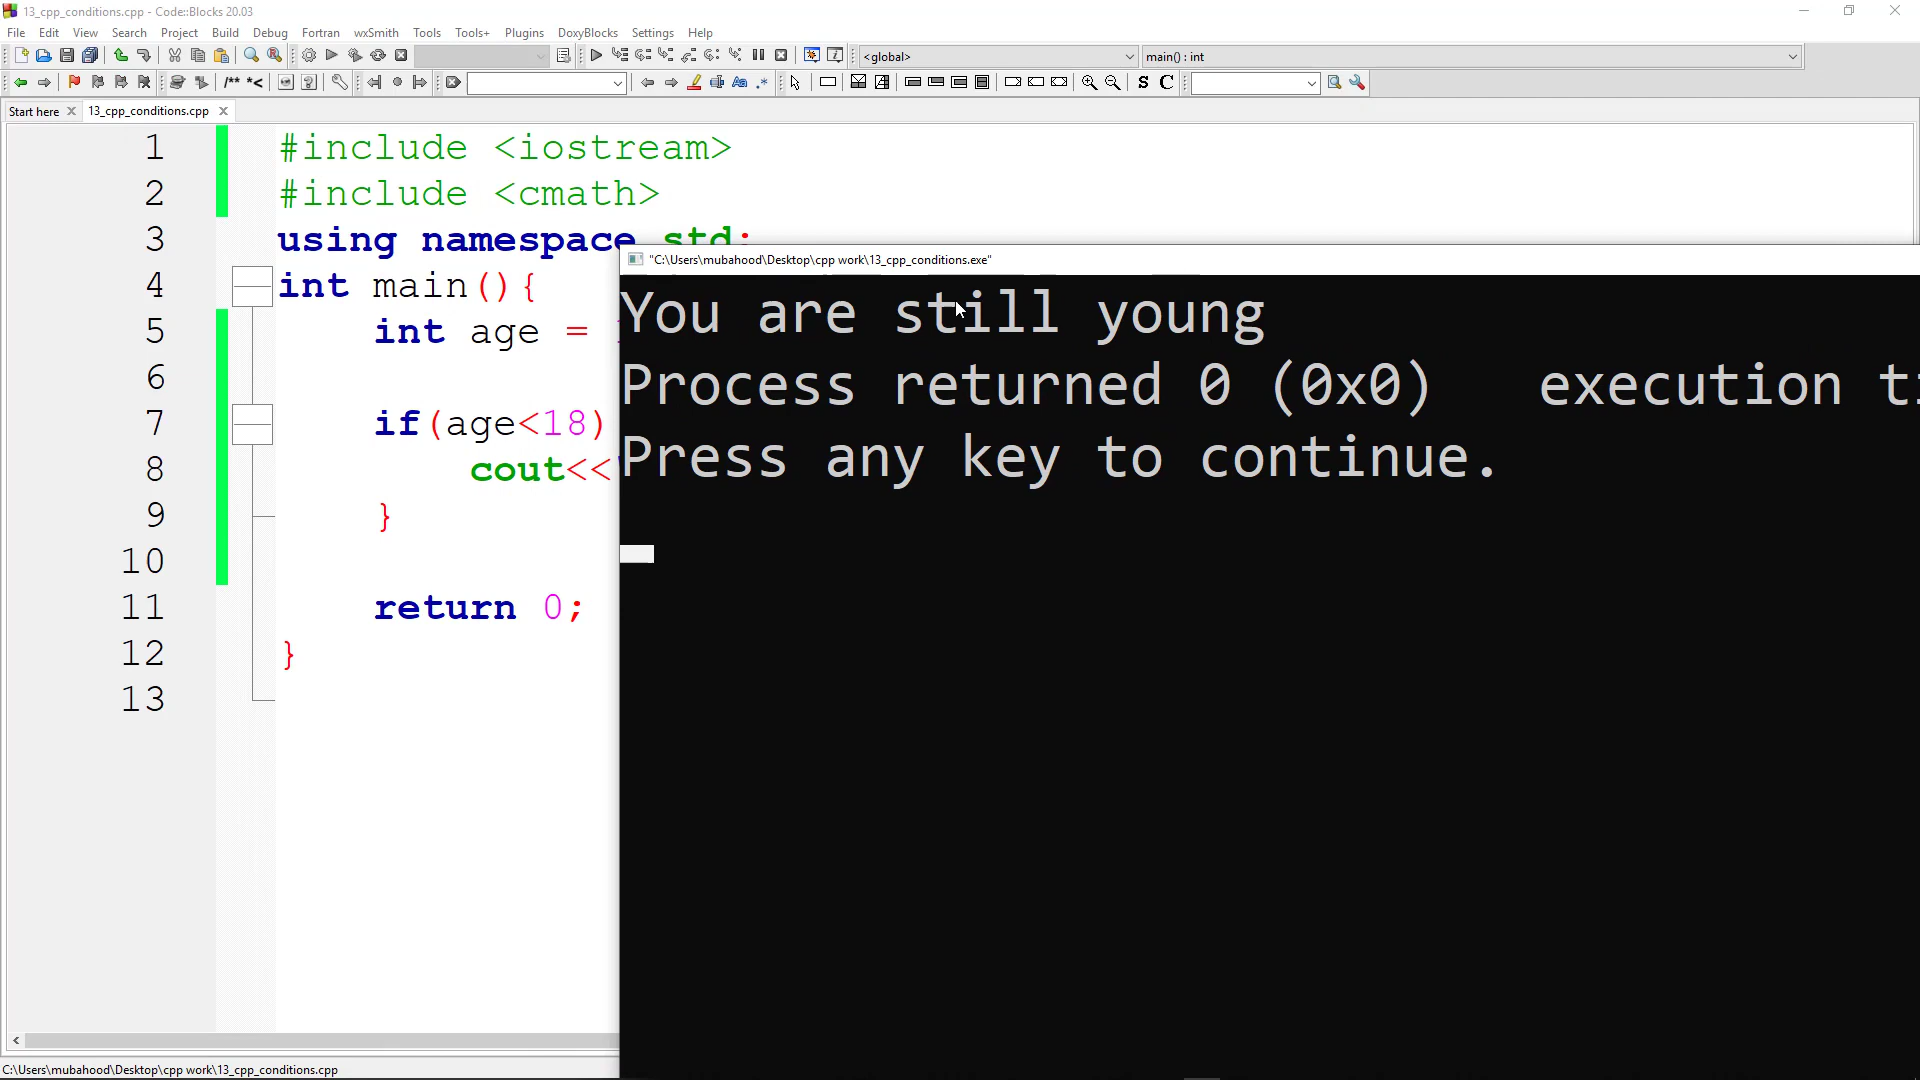 13_cpp_conditions.cpp - Code::Blocks 20.03
File Edit View Search Project Build Debug Fortran wxSmith Tools Tools+ Plugins DoxyBlocks Settings Help
<global> main() : int
/** *< Aa .* S C
Start here 13_cpp_conditions.cpp
1 #include <iostream>
2 #include <cmath>
3 using namespace std;
4 int main(){
5 int age =
6
7 if(age<18)
8 cout<<
9 }
10
11 return 0;
12 }
13
"C:\Users\mubahood\Desktop\cpp work\13_cpp_conditions.exe"
You are still young
Process returned 0 (0x0) execution
Press any key to continue.
C:\Users\mubahood\Desktop\cpp work\13_cpp_conditions.cpp